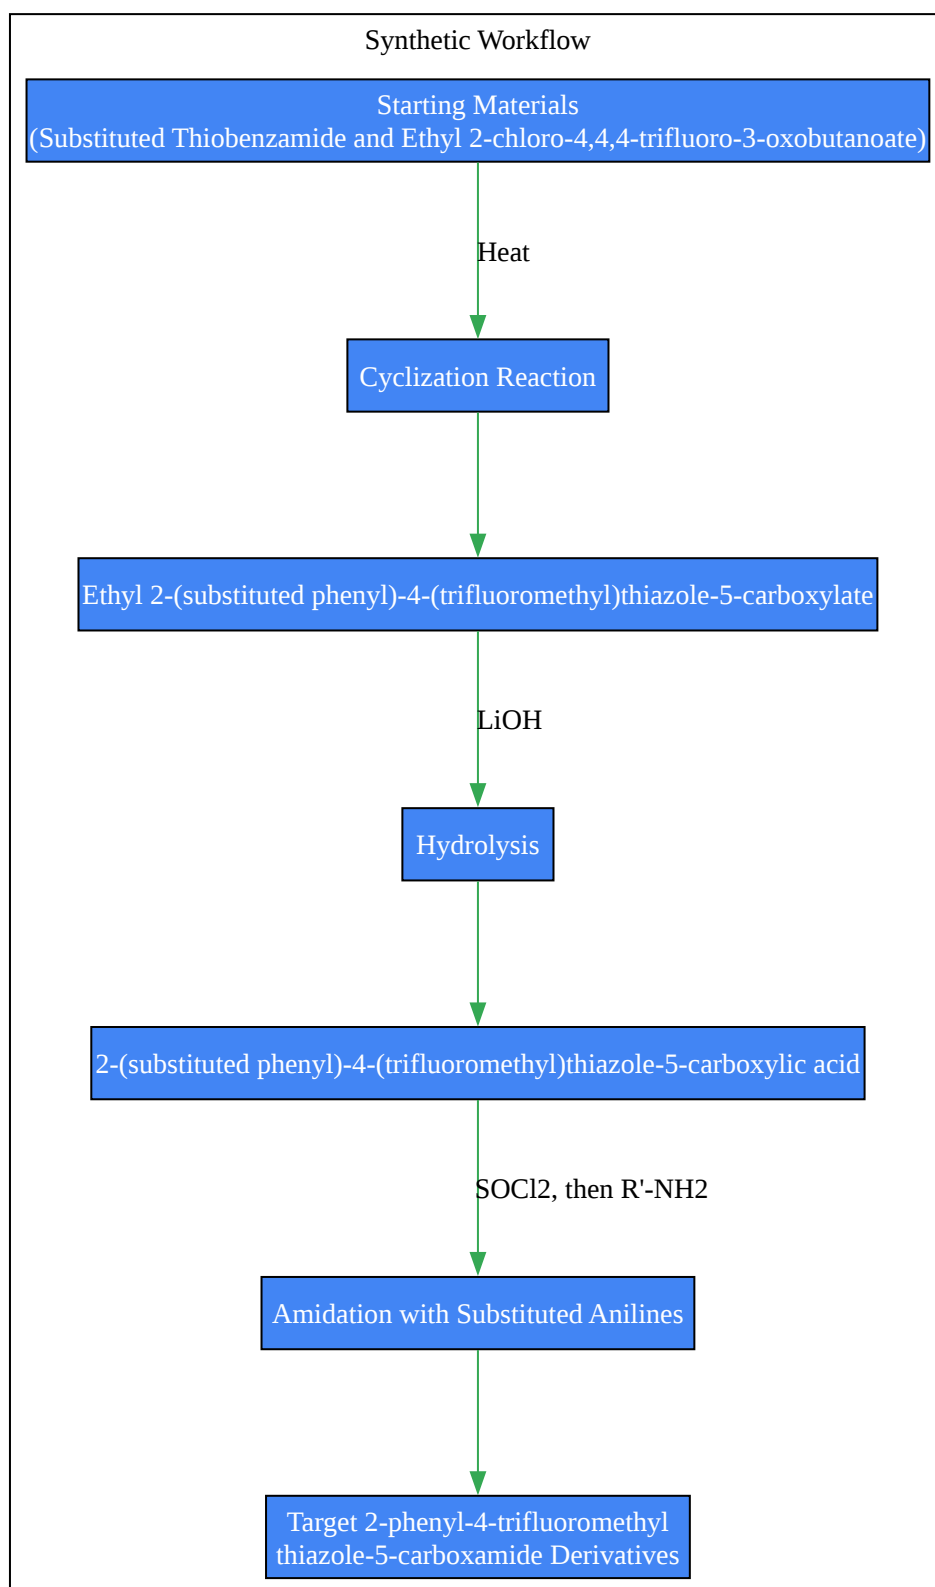 Synthetic Workflow
Starting Materials
(Substituted Thiobenzamide and Ethyl 2-chloro-4,4,4-trifluoro-3-oxobutanoate)
Heat
Cyclization Reaction
Ethyl 2-(substituted phenyl)-4-(trifluoromethyl)thiazole-5-carboxylate
LiOH
Hydrolysis
2-(substituted phenyl)-4-(trifluoromethyl)thiazole-5-carboxylic acid
SOCl2, then R'-NH2
Amidation with Substituted Anilines
Target 2-phenyl-4-trifluoromethyl
thiazole-5-carboxamide Derivatives